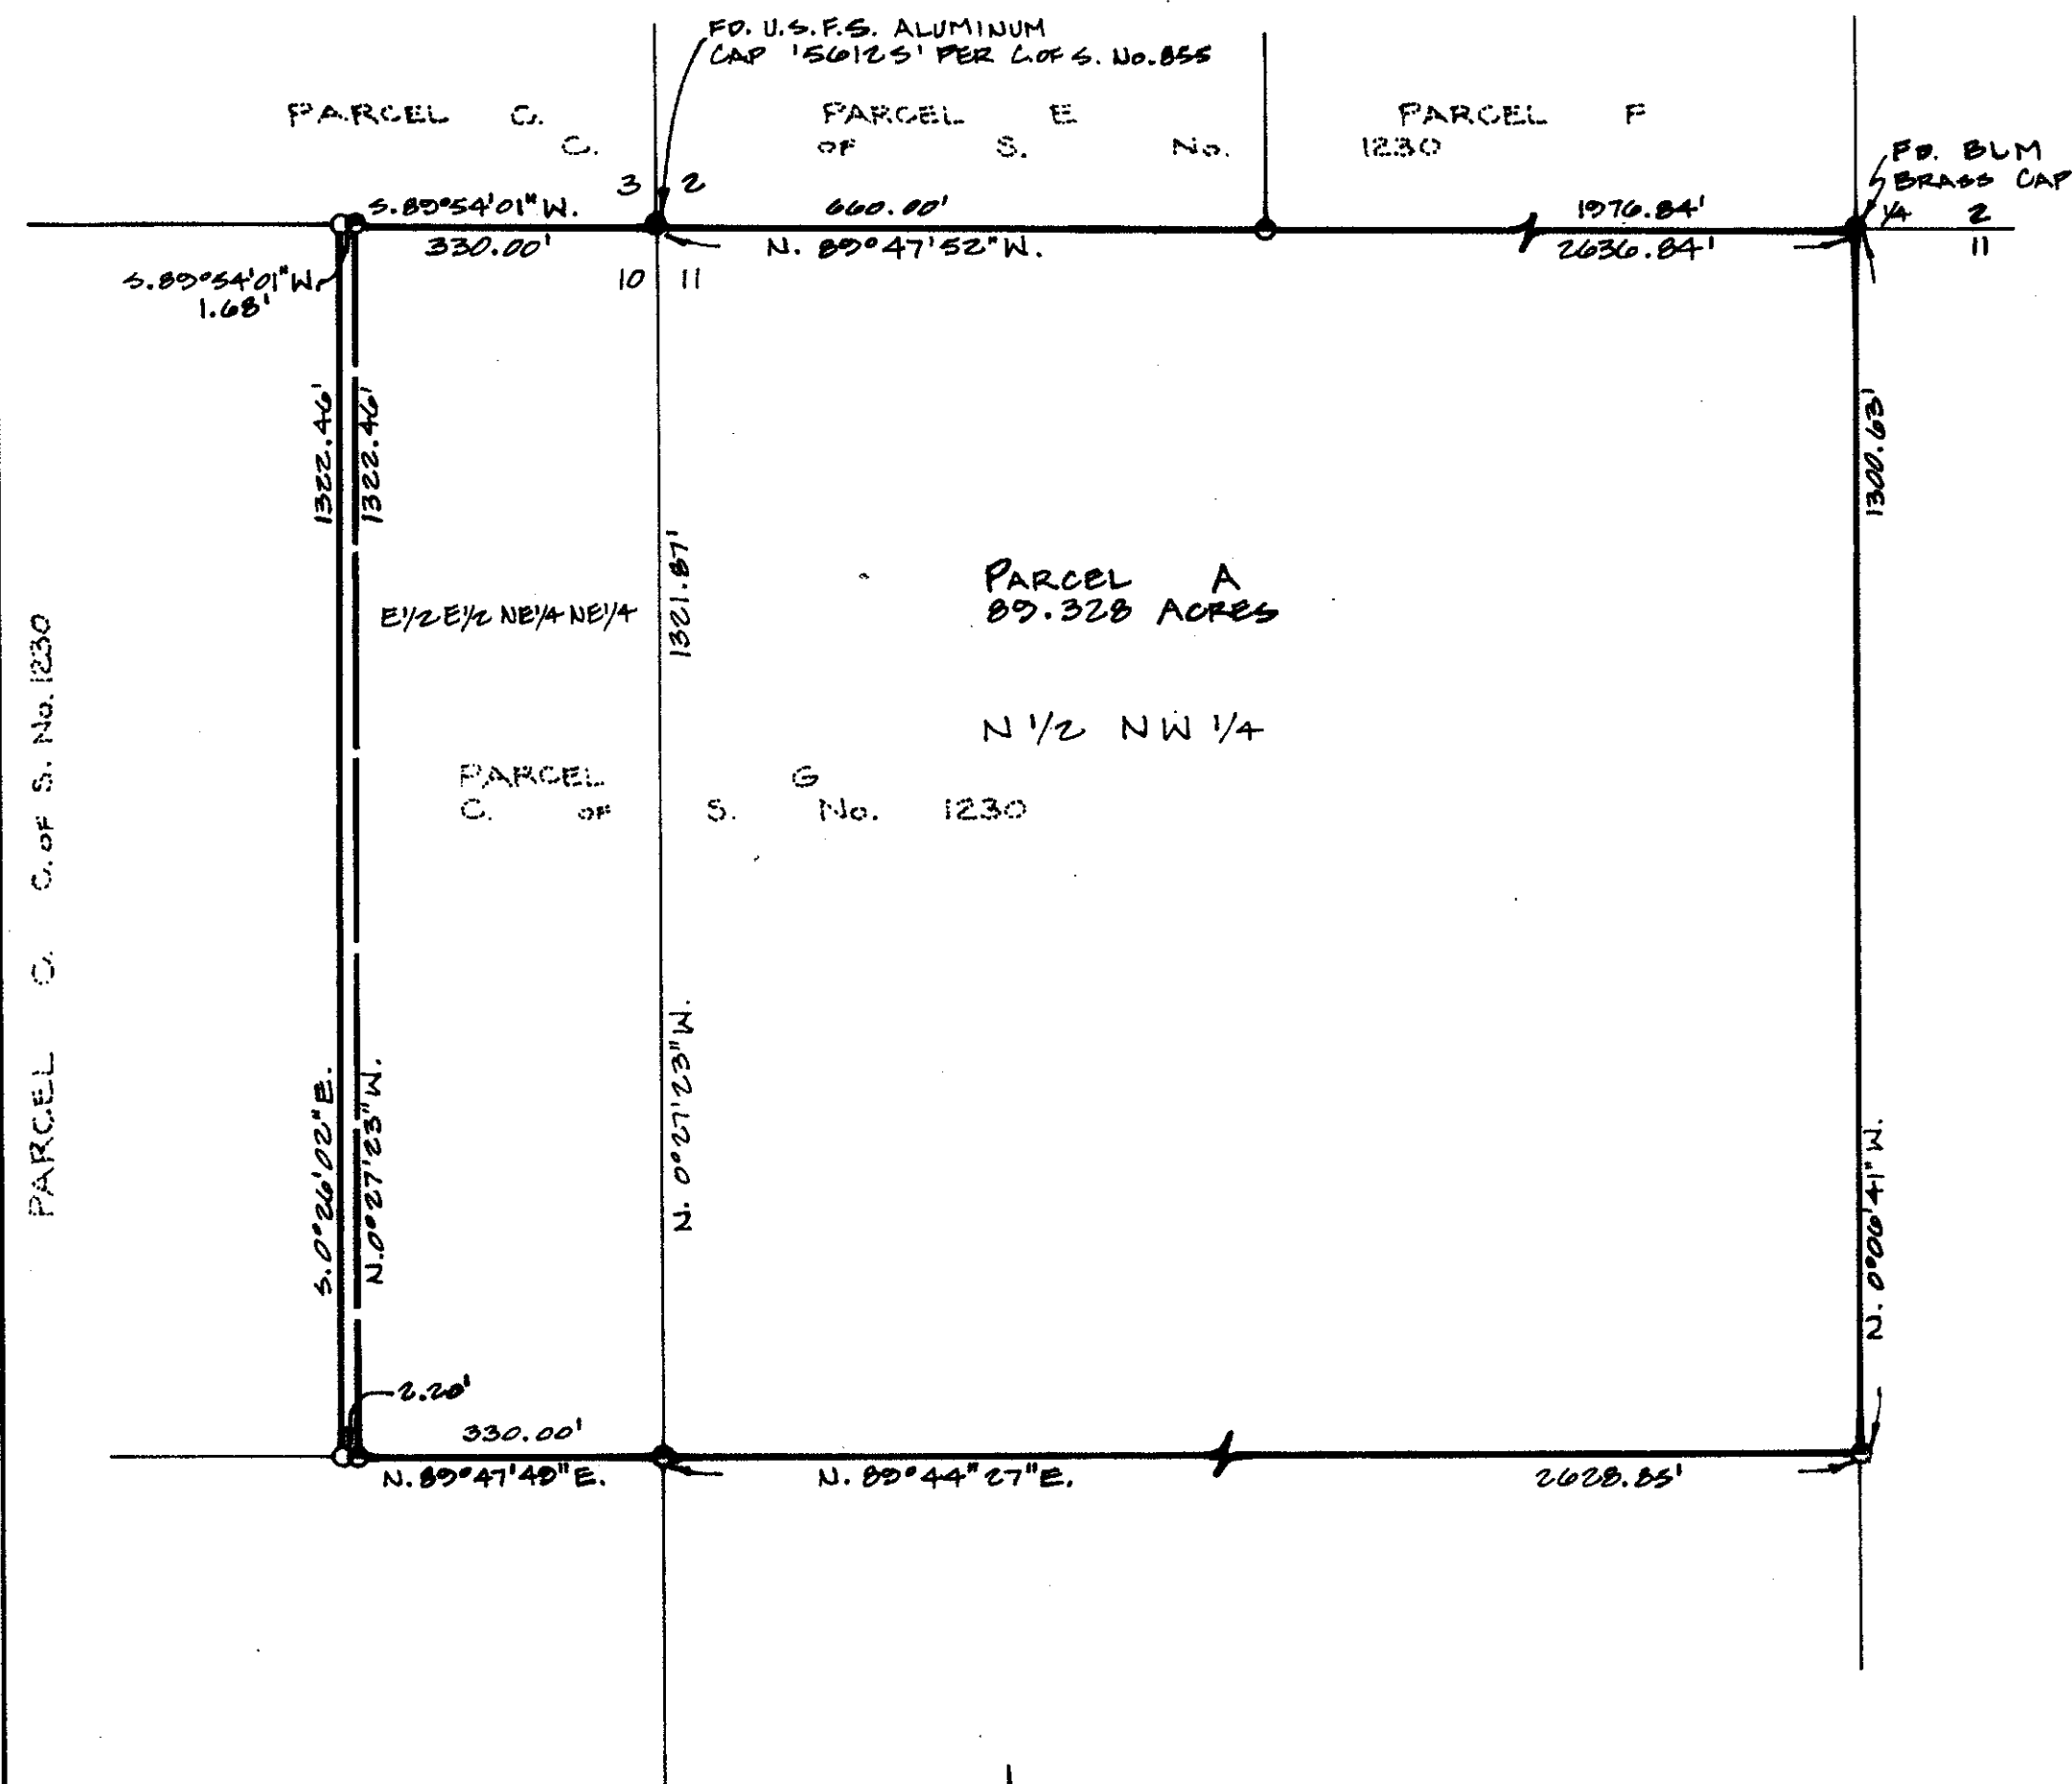 FD. U.S.F.S. ALUMINUM
CAP '5612S' PER C. OF S. No. 855
PARCEL C. PARCEL E PARCEL F
C. OF S. No. 1230
FD. BLM
BRASS CAP
3 2
S.89°54'01"W. 660.00' 1976.84'
1/4 2
330.00' N. 89°47'52"W. 2636.84'
11
10 11
S.89°54'01"W.
1.68'
1322.46'
1322.46'
1321.87'
1300.63'
PARCEL A
89.328 ACRES
E1/2 E1/2 NE1/4 NE1/4
N 1/2 NW 1/4
PARCEL G
C. OF S. No. 1230
PARCEL C. C. OF S. No. 1230
S.0°26'02"E.
N.0°27'23"W.
N. 0°27'23"W.
N. 0°06'41"W.
2.20'
330.00'
N.89°47'49"E. N. 89°44"27"E. 2628.85'